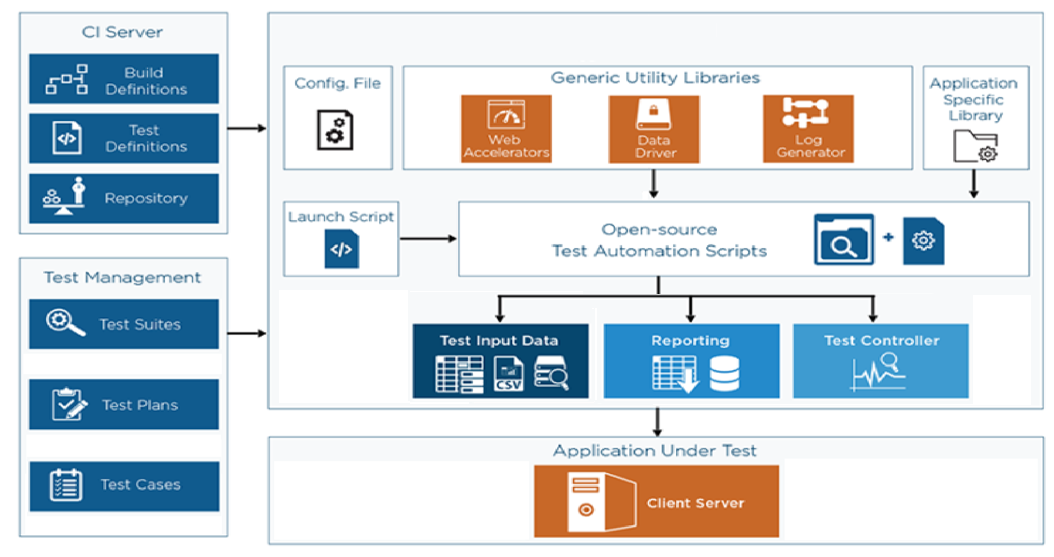 CI Server
Build
Definitions
Test
Definitions
Repository
Test Management
Test Suites
Test Plans
Test Cases
Config. File
Generic Utility Libraries
Web
Accelerators
Data
Driver
Log
Generator
Application
Specific
Library
Launch Script
</>
Open-source
Test Automation Scripts
+
Test Input Data
CSV
Reporting
Test Controller
Application Under Test
Client Server